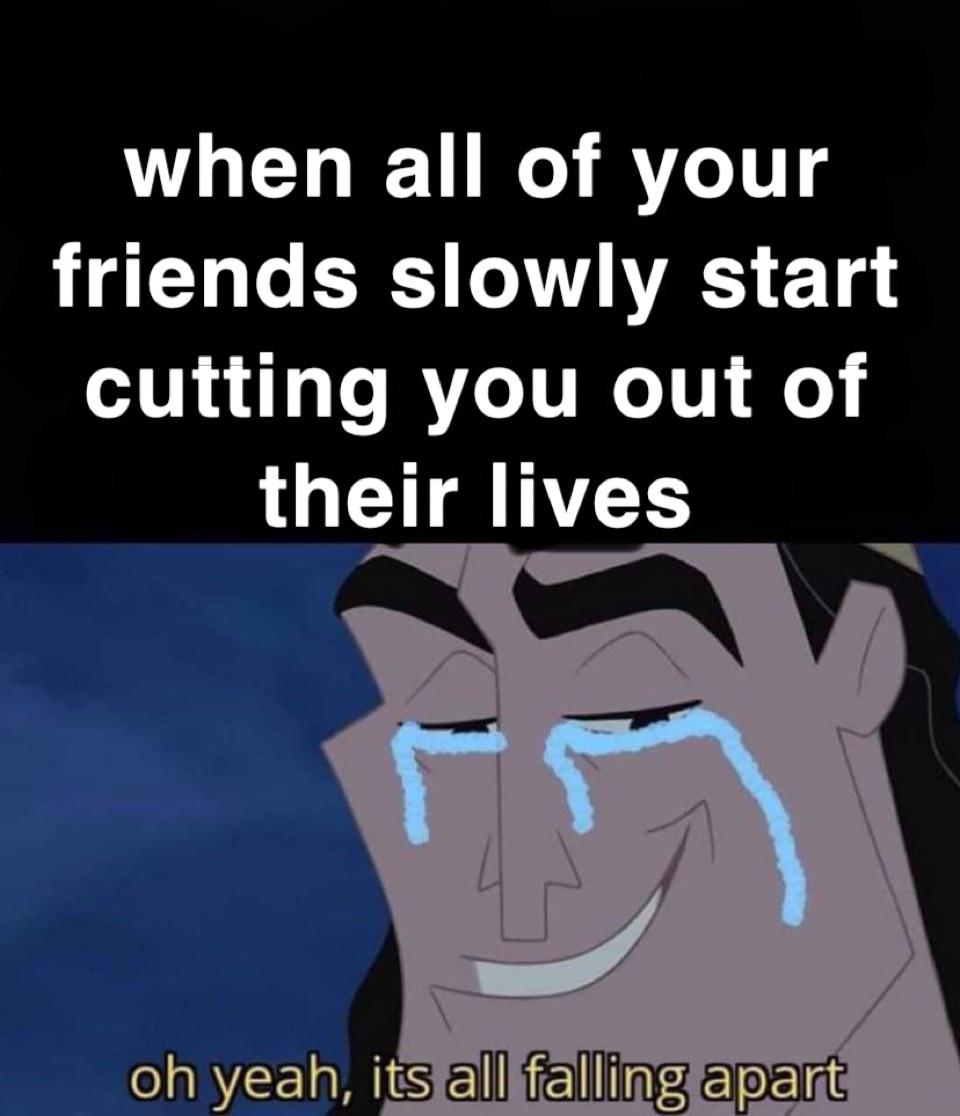 when all of your
friends slowly start
cutting you out of
their lives
oh yeah, its all falling apart